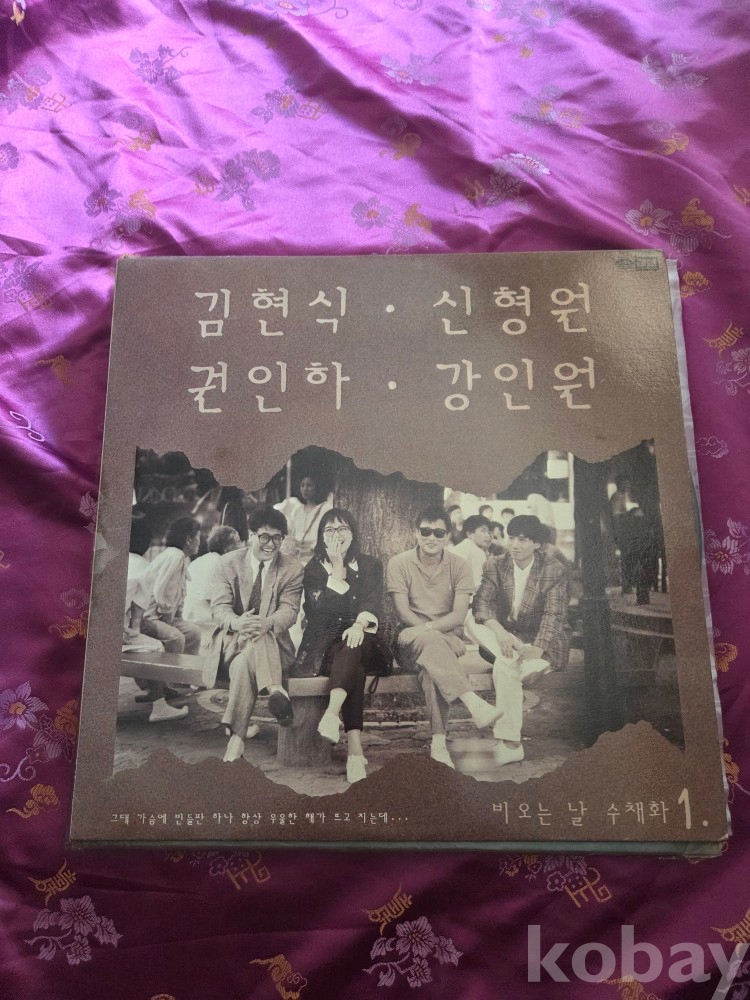 김현식 · 신형원
권인하 · 강인원
그대 가슴에 빈들판 하나 항상 우울한 해가 뜨고 지는데...
비오는 날 수채화 1.
kobay